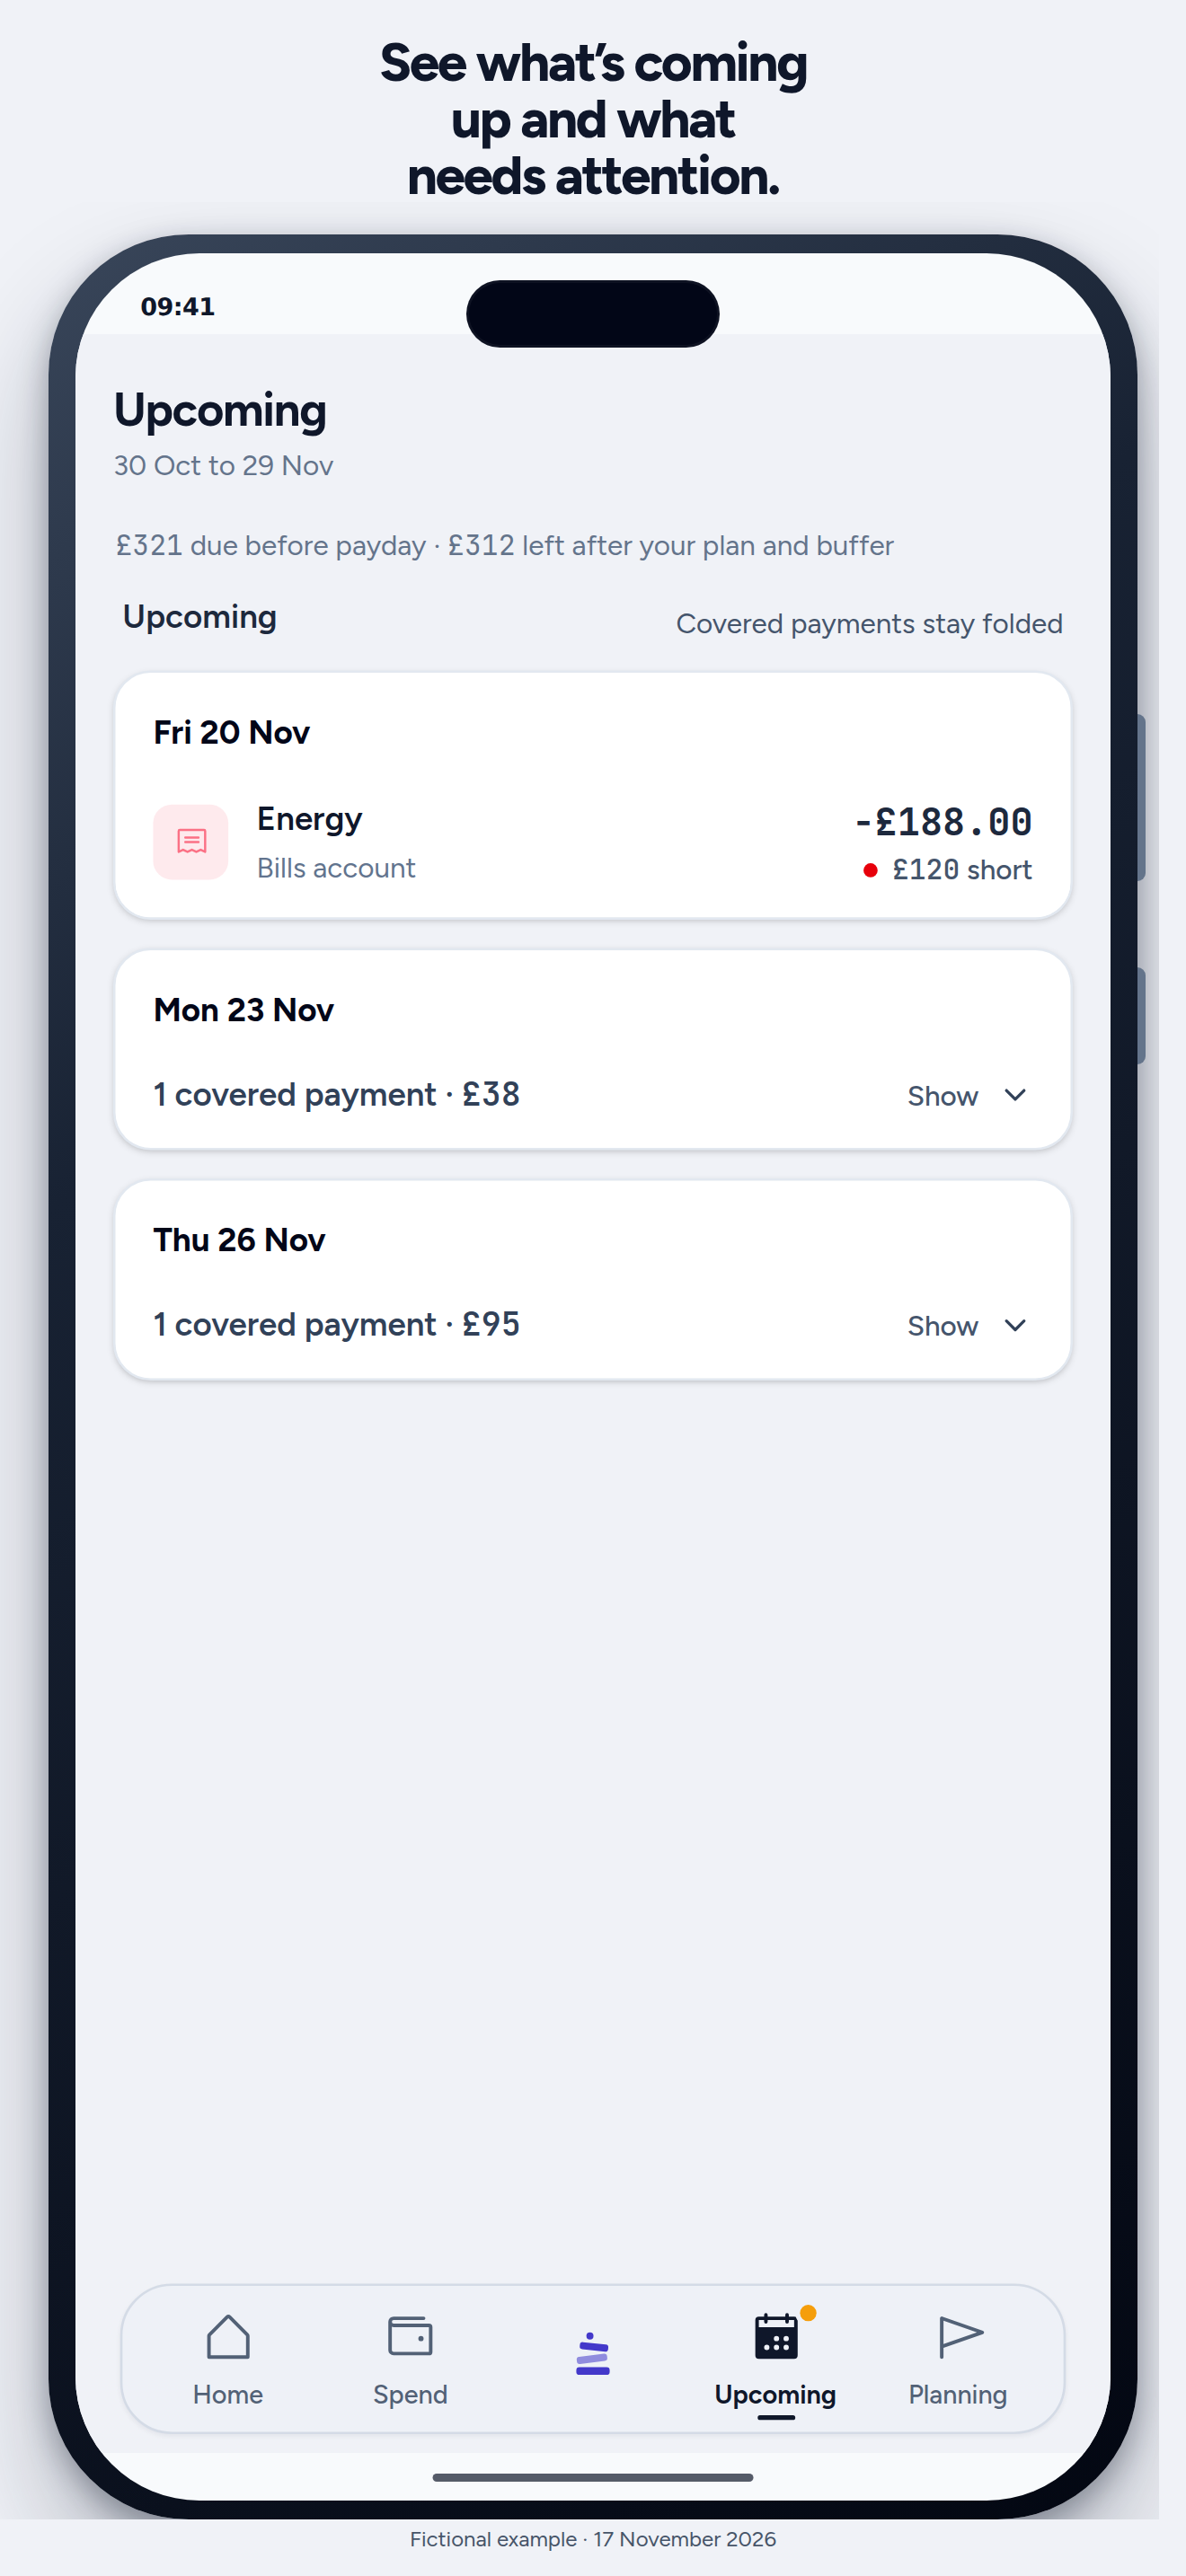 See what’s coming
up and what
needs attention.
09:41
Upcoming
30 Oct to 29 Nov
£321 due before payday · £312 left after your plan and buffer
Upcoming
Covered payments stay folded
Fri 20 Nov
Energy
-£188.00
Bills account
£120 short
Mon 23 Nov
1 covered payment · £38
Show
Thu 26 Nov
1 covered payment · £95
Show
Home
Spend
Upcoming
Planning
Fictional example · 17 November 2026